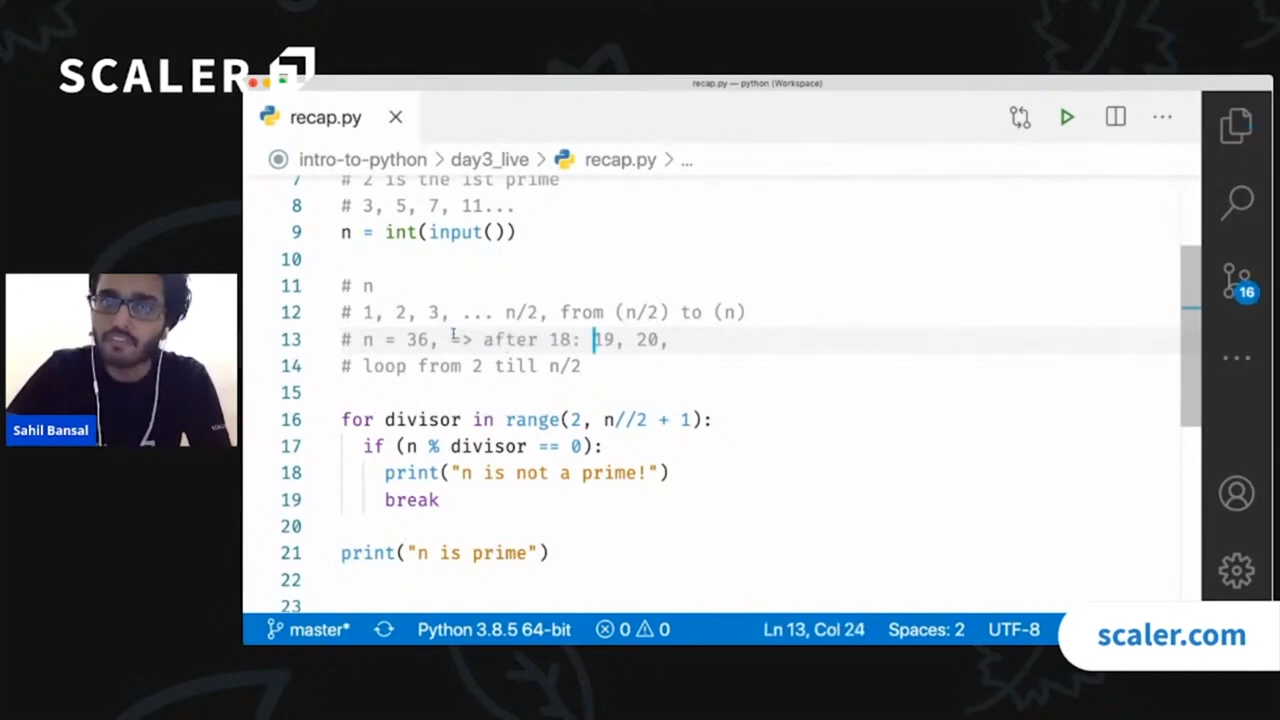 SCALER
recap.py — python (Workspace)
recap.py
intro-to-python > day3_live > recap.py > ...
7 # 2 is the 1st prime
8 # 3, 5, 7, 11...
9 n = int(input())
10
11 # n
12 # 1, 2, 3, ... n/2, from (n/2) to (n)
13 # n = 36, => after 18: 19, 20,
14 # loop from 2 till n/2
15
16 for divisor in range(2, n//2 + 1):
17 if (n % divisor == 0):
18 print("n is not a prime!")
19 break
20
21 print("n is prime")
22
23
16
Sahil Bansal
master* Python 3.8.5 64-bit 0 0 Ln 13, Col 24 Spaces: 2 UTF-8
scaler.com